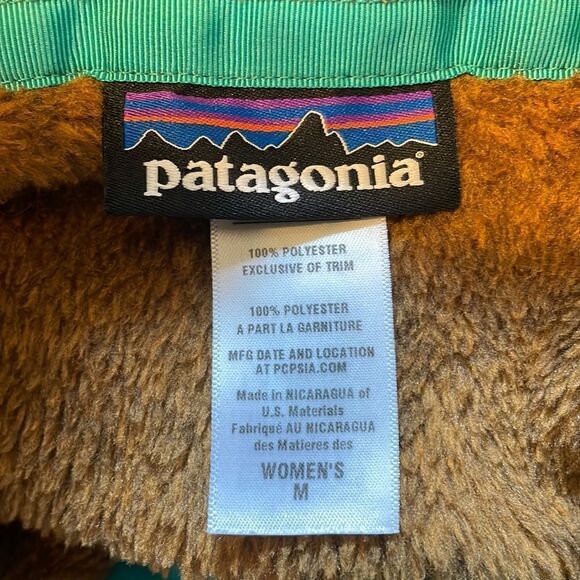 patagonia®
100% POLYESTER
EXCLUSIVE OF TRIM
100% POLYESTER
A PART LA GARNITURE
MFG DATE AND LOCATION
AT PCPSIA.COM
Made in NICARAGUA of
U.S. Materials
Fabriqué AU NICARAGUA
des Matieres des
WOMEN'S
M